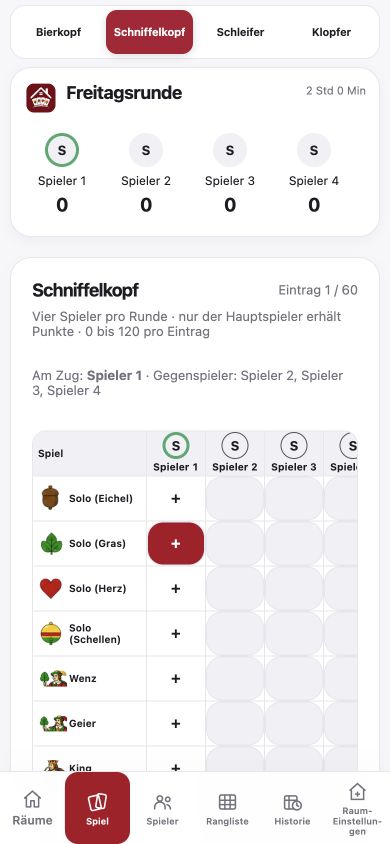 Bierkopf Schniffelkopf Schleifer Klopfer
Freitagsrunde 2 Std 0 Min
S S S S
Spieler 1 Spieler 2 Spieler 3 Spieler 4
0 0 0 0
Schniffelkopf Eintrag 1 / 60
Vier Spieler pro Runde · nur der Hauptspieler erhält
Punkte · 0 bis 120 pro Eintrag
Am Zug: Spieler 1 · Gegenspieler: Spieler 2, Spieler
3, Spieler 4
S S S S
Spiel Spieler 1 Spieler 2 Spieler 3
Solo (Eichel) +
Solo (Gras) +
Solo (Herz) +
Solo
(Schellen) +
Wenz +
Geier +
King +
Räume Spiel Spieler Rangliste Historie Raum-
Einstellun-
gen